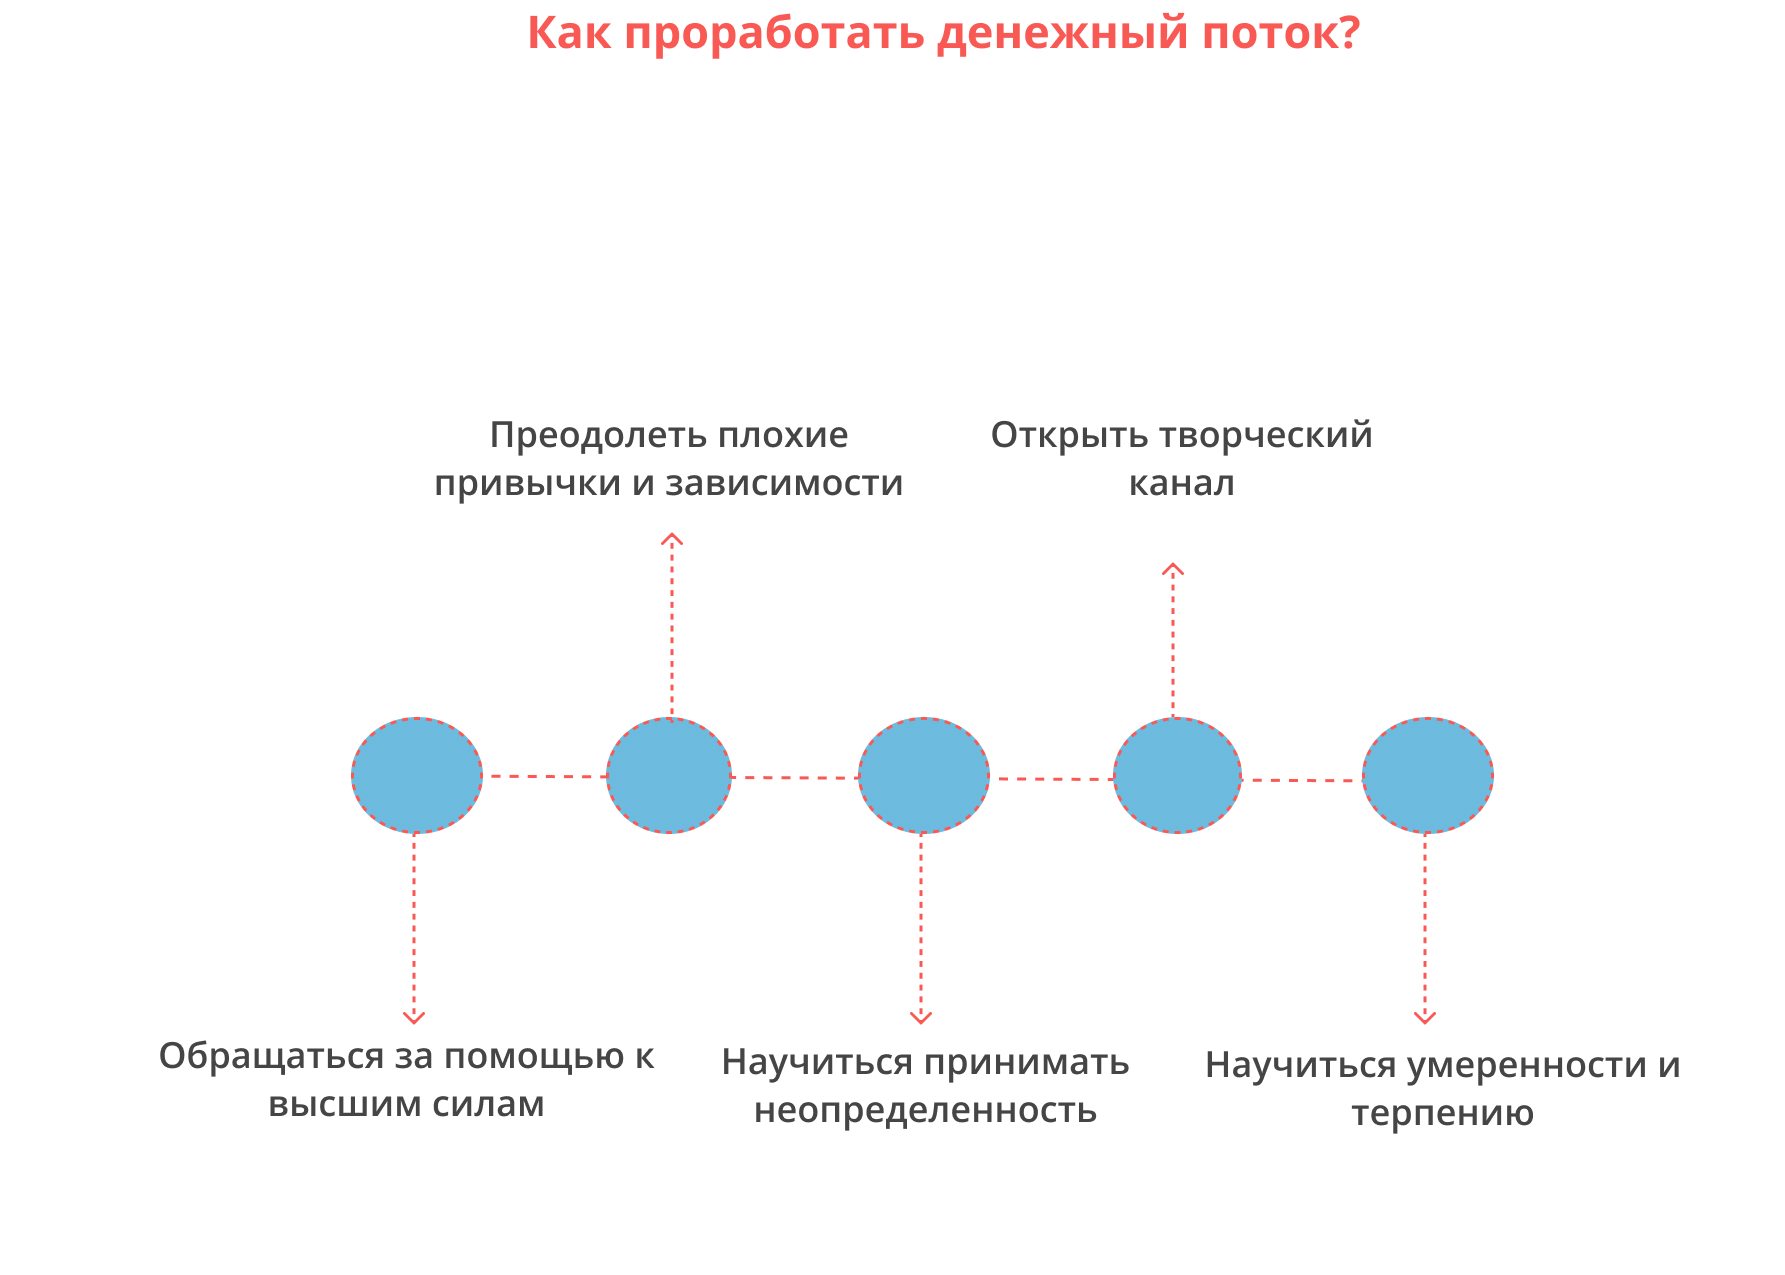 Как проработать денежный поток?
Преодолеть плохие
привычки и зависимости
Открыть творческий
канал
Обращаться за помощью к
высшим силам
Научиться принимать
неопределенность
Научиться умеренности и
терпению